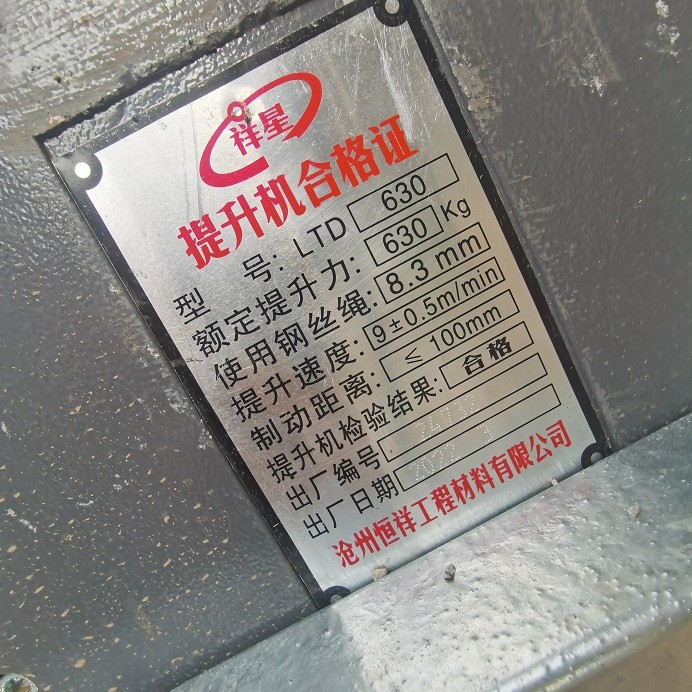 祥星
提升机合格证
型 号: LTD 630
额定提升力: 630 Kg
使用钢丝绳: 8.3 mm
提升速度: 9±0.5m/min
制动距离: ≤100mm
提升机检验结果: 合格
出厂编号
出厂日期
沧州恒祥工程材料有限公司